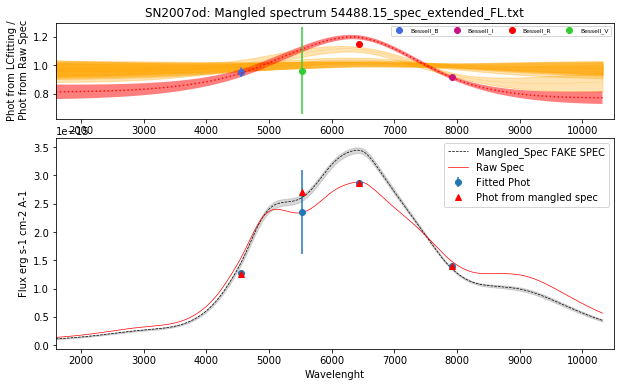 SN2007od: Mangled spectrum 54488.15_spec_extended_FL.txt
Phot from LCfitting /
Phot from Raw Spec
1.2
1.0
0.8
Bessell_B
Bessell_I
Bessell_R
Bessell_V
2000 3000 4000 5000 6000 7000 8000 9000 10000
Flux erg s-1 cm-2 A-1
3.5
3.0
2.5
2.0
1.5
1.0
0.5
0.0
Mangled_Spec FAKE SPEC
Raw Spec
Fitted Phot
Phot from mangled spec
2000 3000 4000 5000 6000 7000 8000 9000 10000
Wavelenght